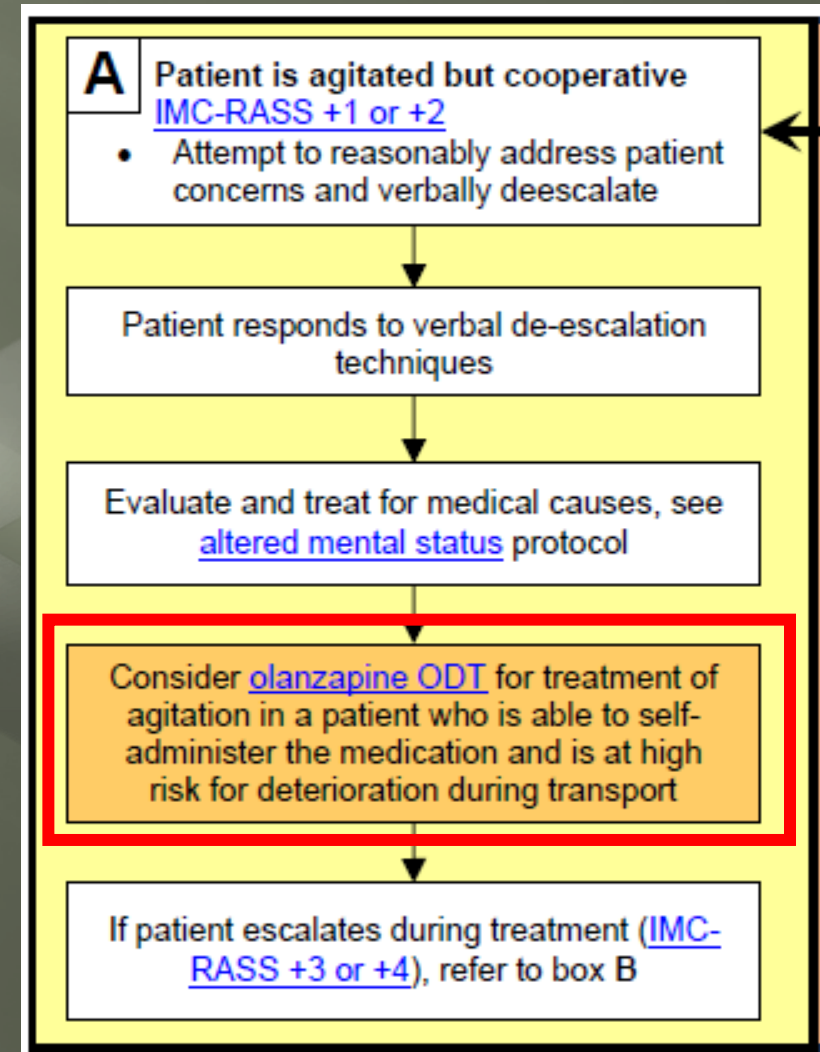 A
Patient is agitated but cooperative
IMC-RASS +1 or +2
• Attempt to reasonably address patient
concerns and verbally deescalate
Patient responds to verbal de-escalation
techniques
Evaluate and treat for medical causes, see
altered mental status protocol
Consider olanzapine ODT for treatment of
agitation in a patient who is able to self-
administer the medication and is at high
risk for deterioration during transport
If patient escalates during treatment (IMC-
RASS +3 or +4), refer to box B